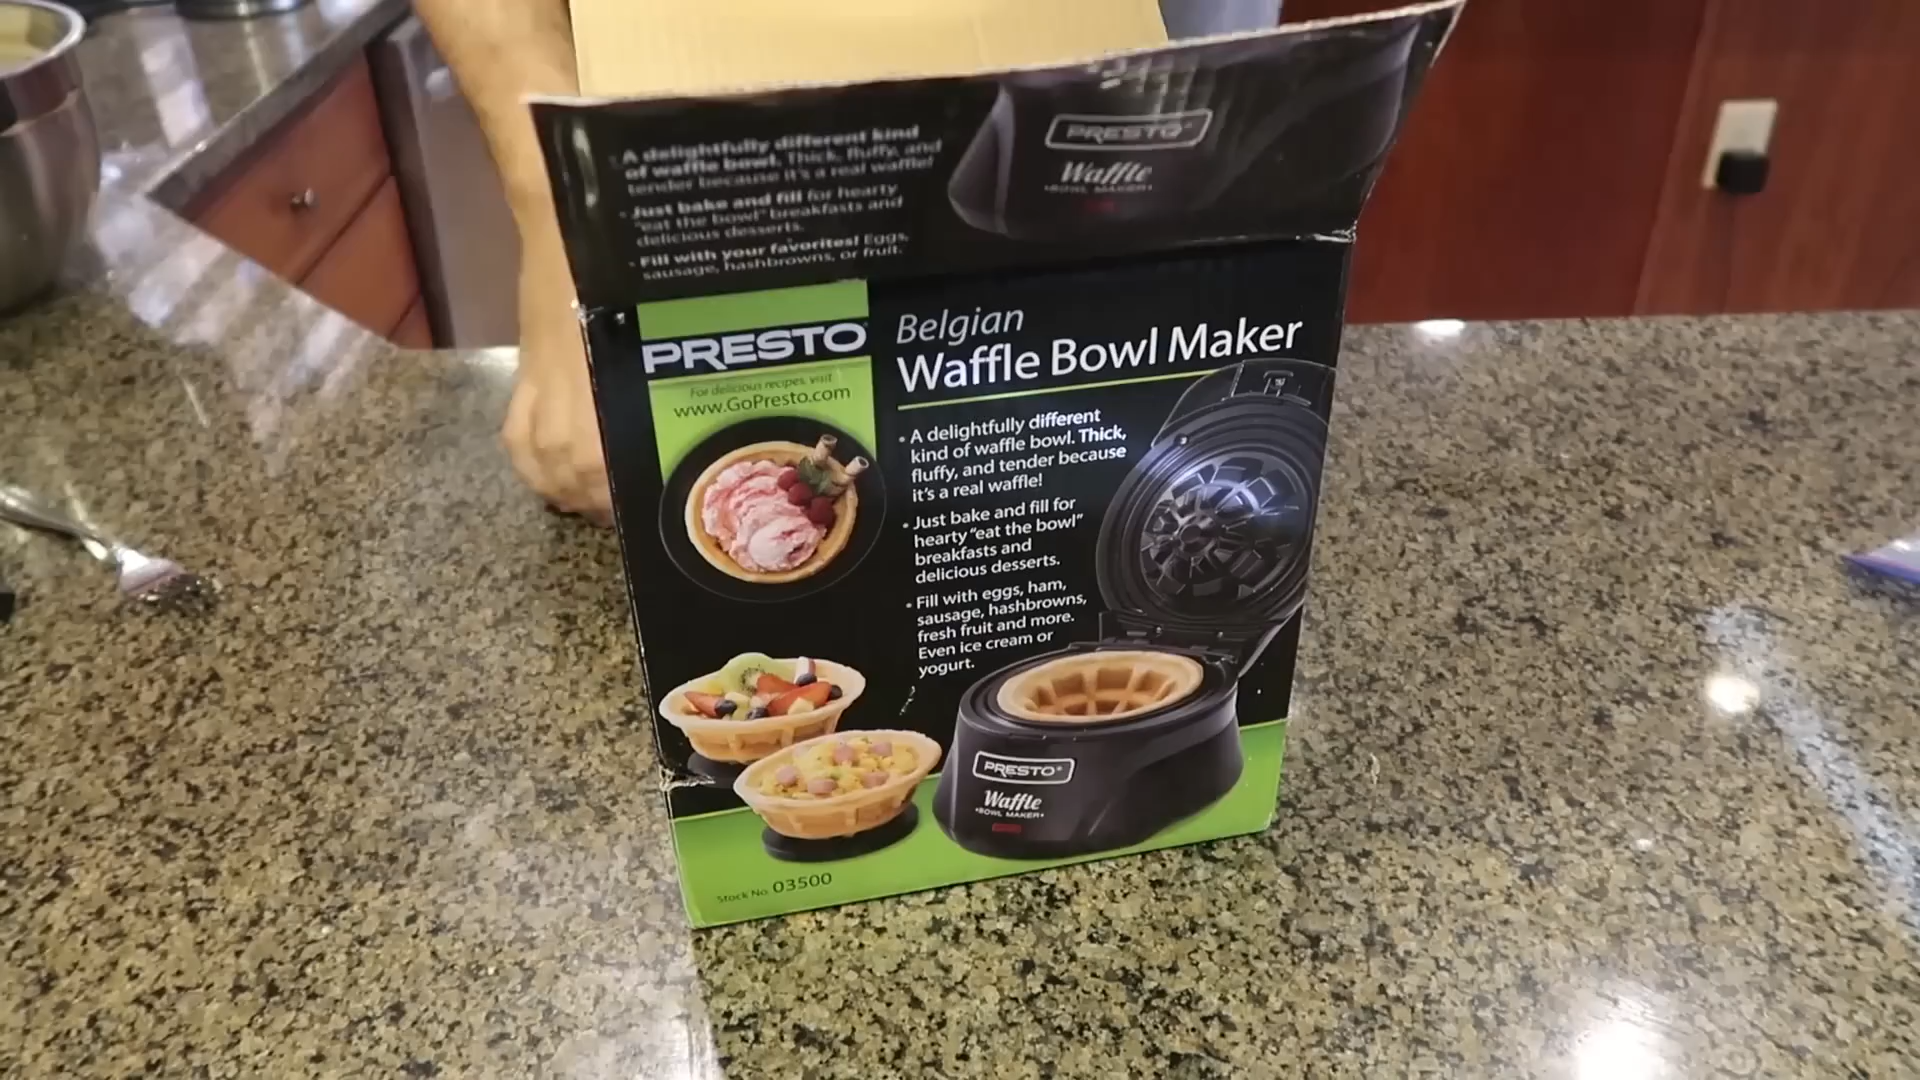 • A delightfully different kind
of waffle bowl. Thick, fluffy, and
tender because it's a real waffle!
• Just bake and fill for hearty
"eat the bowl" breakfasts and
delicious desserts.
• Fill with your favorites! Eggs,
sausage, hashbrowns, or fruit.
PRESTO
Waffle
•BOWL MAKER•
PRESTO
For delicious recipes, visit
www.GoPresto.com
Belgian
Waffle Bowl Maker
• A delightfully different
kind of waffle bowl. Thick,
fluffy, and tender because
it's a real waffle!
• Just bake and fill for
hearty "eat the bowl"
breakfasts and
delicious desserts.
• Fill with eggs, ham,
sausage, hashbrowns,
fresh fruit and more.
Even ice cream or
yogurt.
PRESTO®
Waffle
•BOWL MAKER•
Stock No. 03500